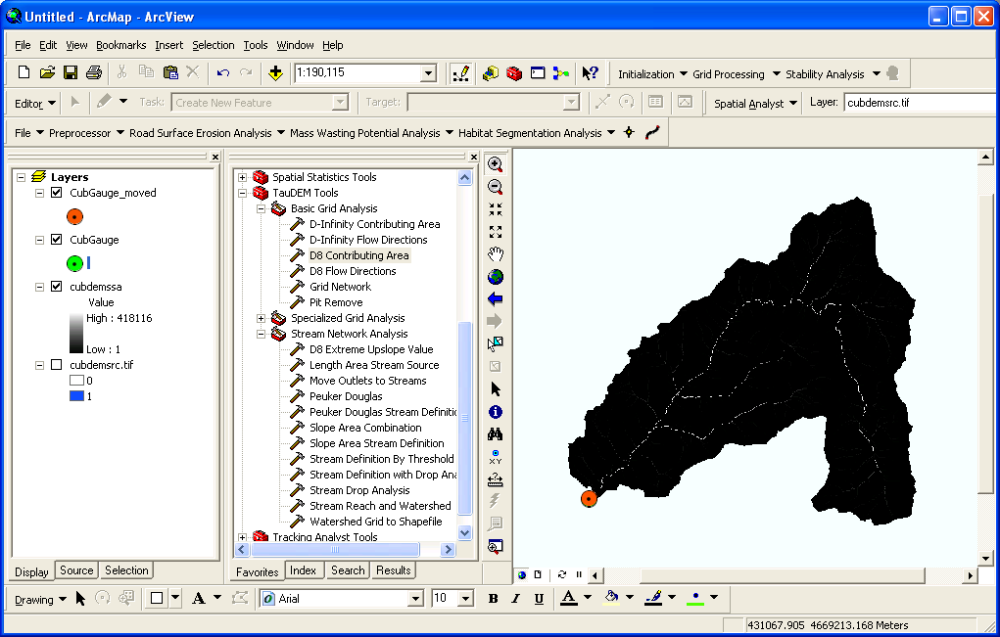 Untitled - ArcMap - ArcView
File Edit View Bookmarks Insert Selection Tools Window Help
1:190,115
Initialization Grid Processing Stability Analysis
Editor Task: Create New Feature Target: Spatial Analyst Layer: cubdemsrc.tif
File Preprocessor Road Surface Erosion Analysis Mass Wasting Potential Analysis Habitat Segmentation Analysis
Layers
CubGauge_moved
CubGauge
cubdemssa
Value
High : 418116
Low : 1
cubdemsrc.tif
0
1
Display Source Selection
Spatial Statistics Tools
TauDEM Tools
Basic Grid Analysis
D-Infinity Contributing Area
D-Infinity Flow Directions
D8 Contributing Area
D8 Flow Directions
Grid Network
Pit Remove
Specialized Grid Analysis
Stream Network Analysis
D8 Extreme Upslope Value
Length Area Stream Source
Move Outlets to Streams
Peuker Douglas
Peuker Douglas Stream Definitic
Slope Area Combination
Slope Area Stream Definition
Stream Definition By Threshold
Stream Definition with Drop Ana
Stream Drop Analysis
Stream Reach and Watershed
Watershed Grid to Shapefile
Tracking Analyst Tools
Favorites Index Search Results
XY
Drawing A Arial 10 B I U A
431067.905 4669213.168 Meters